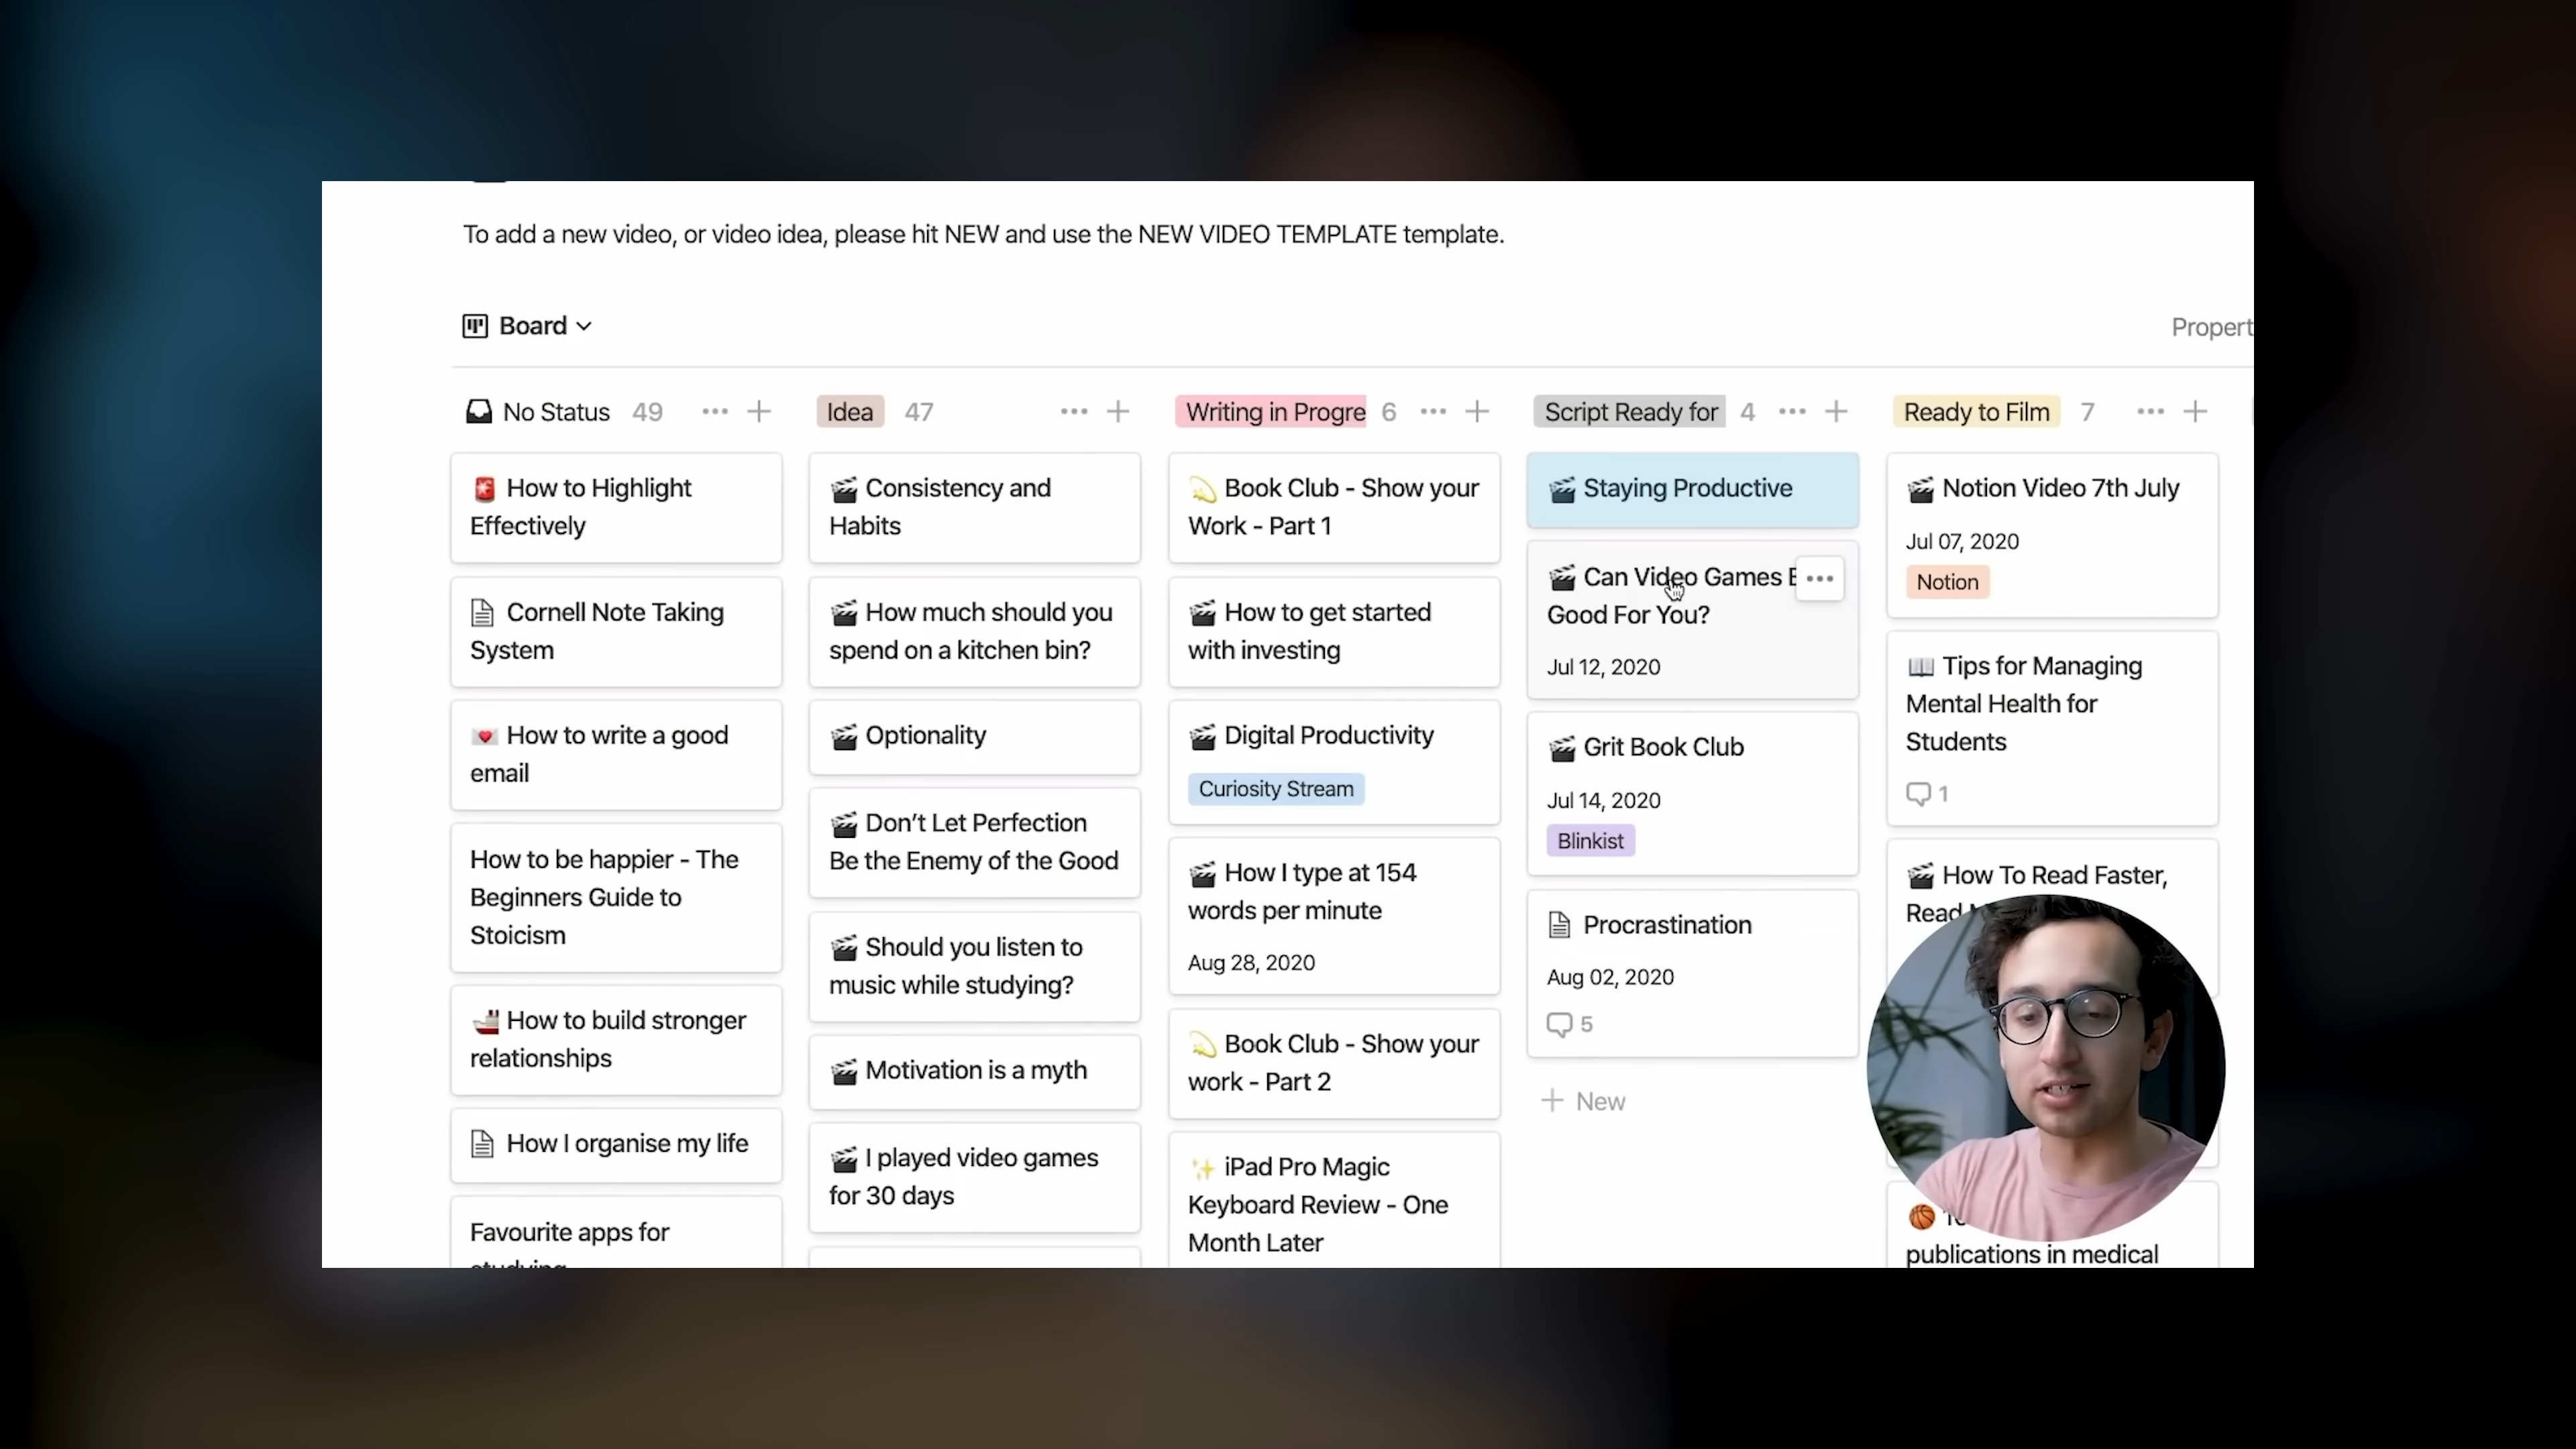 To add a new video, or video idea, please hit NEW and use the NEW VIDEO TEMPLATE template.
Board
Propert
No Status 49
How to Highlight
Effectively
Cornell Note Taking
System
How to write a good
email
How to be happier - The
Beginners Guide to
Stoicism
How to build stronger
relationships
How I organise my life
Favourite apps for
Idea 47
Consistency and
Habits
How much should you
spend on a kitchen bin?
Optionality
Don't Let Perfection
Be the Enemy of the Good
Should you listen to
music while studying?
Motivation is a myth
I played video games
for 30 days
Writing in Progre 6
Book Club - Show your
Work - Part 1
How to get started
with investing
Digital Productivity
Curiosity Stream
How I type at 154
words per minute
Aug 28, 2020
Book Club - Show your
work - Part 2
iPad Pro Magic
Keyboard Review - One
Month Later
Script Ready for 4
Staying Productive
Can Video Games
Good For You?
Jul 12, 2020
Grit Book Club
Jul 14, 2020
Blinkist
Procrastination
Aug 02, 2020
5
New
Ready to Film 7
Notion Video 7th July
Jul 07, 2020
Notion
Tips for Managing
Mental Health for
Students
1
How To Read Faster,
Read
publications in medical